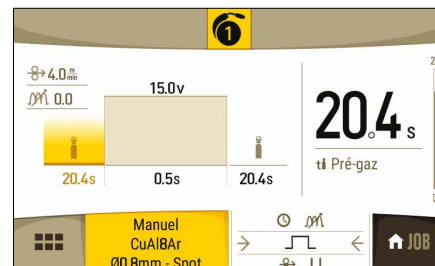 1
4.0 m/min
0.0
15.0v
20.4s
0.5s
20.4s
20.4 s
ti Pré-gaz
Manuel
CuAl8Ar
Ø0.8mm - Spot
JOB